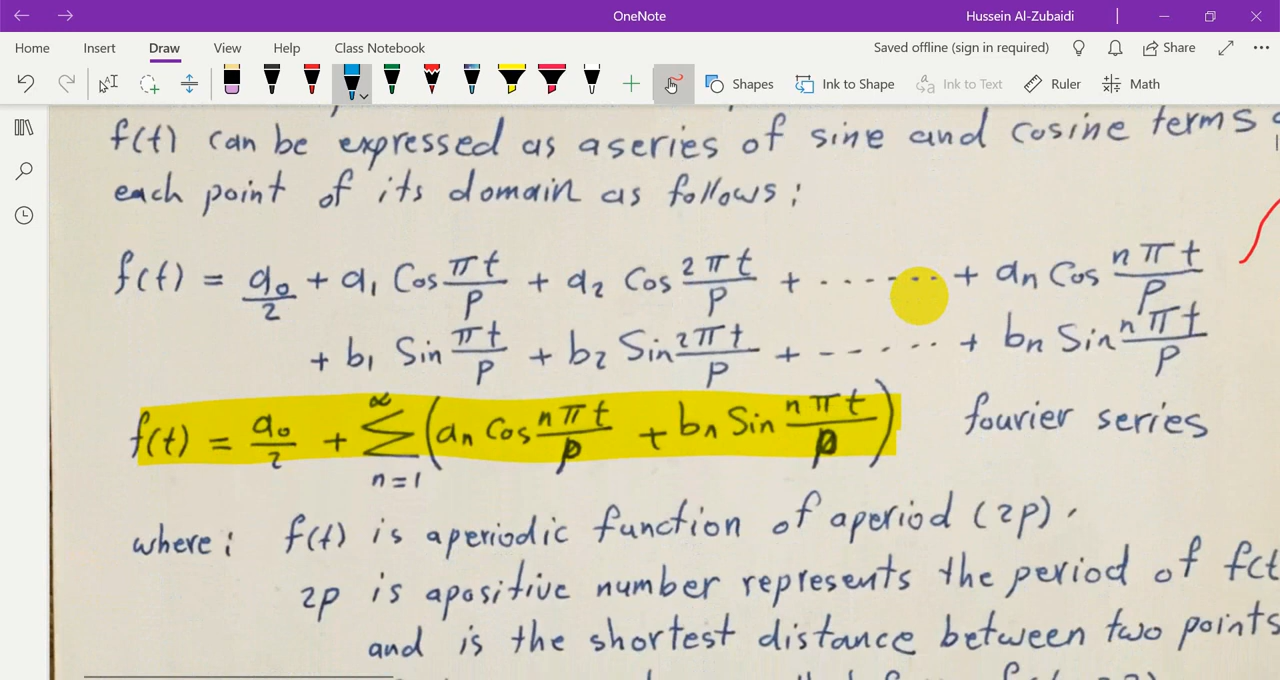 OneNote
Hussein Al-Zubaidi
Home Insert Draw View Help Class Notebook
Saved offline (sign in required) Share
Shapes Ink to Shape Ink to Text Ruler Math
f(t) can be expressed as a series of sine and cosine terms
each point of its domain as follows:
f(t) = a₀/2 + a₁ Cos πt/P + a₂ Cos 2πt/P + ······ + an Cos nπt/P
+ b₁ Sin πt/P + b₂ Sin 2πt/P + ------ + bn Sin nπt/P
f(t) = a₀/2 + ∞ Σ n=1 (an Cos nπt/p + bn Sin nπt/p) fourier series
where: f(t) is aperiodic function of aperiod (2p).
2p is apositive number represents the period of f(t
and is the shortest distance between two points